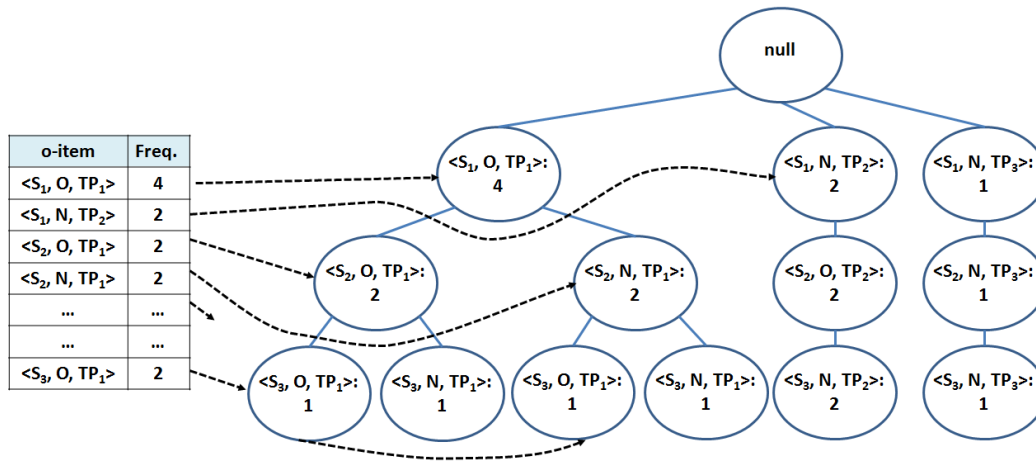 null
o-item Freq.
<S₁, O, TP₁> 4
<S₁, N, TP₂> 2
<S₂, O, TP₁> 2
<S₂, N, TP₁> 2
... ...
... ...
<S₃, O, TP₁> 2
<S₁, O, TP₁>:
4
<S₁, N, TP₂>:
2
<S₁, N, TP₃>:
1
<S₂, O, TP₁>:
2
<S₂, N, TP₁>:
2
<S₂, O, TP₂>:
2
<S₂, N, TP₃>:
1
<S₃, O, TP₁>:
1
<S₃, N, TP₁>:
1
<S₃, O, TP₁>:
1
<S₃, N, TP₁>:
1
<S₃, N, TP₂>:
2
<S₃, N, TP₃>:
1